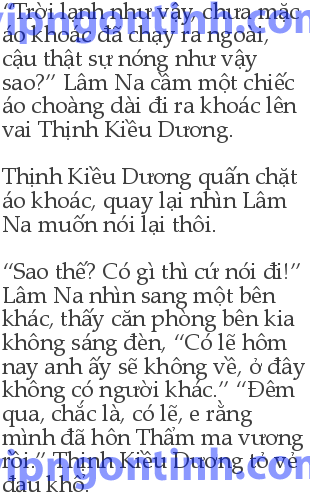 “Trời lạnh như vậy, chưa mặc
áo khoác đã chạy ra ngoài,
cậu thật sự nóng như vậy
sao?” Lâm Na cầm một chiếc
áo choàng dài đi ra khoác lên
vai Thịnh Kiều Dương.

Thịnh Kiều Dương quấn chặt
áo khoác, quay lại nhìn Lâm
Na muốn nói lại thôi.

“Sao thế? Có gì thì cứ nói đi!”
Lâm Na nhìn sang một bên
khác, thấy căn phòng bên kia
không sáng đèn, “Có lẽ hôm
nay anh ấy sẽ không về, ở đây
không có người khác.” “Đêm
qua, chắc là, có lẽ, e rằng
mình đã hôn Thẩm ma vương
rồi.” Thịnh Kiều Dương tỏ vẻ
đau khổ.
vipngontinh.com
vipngontinh.com